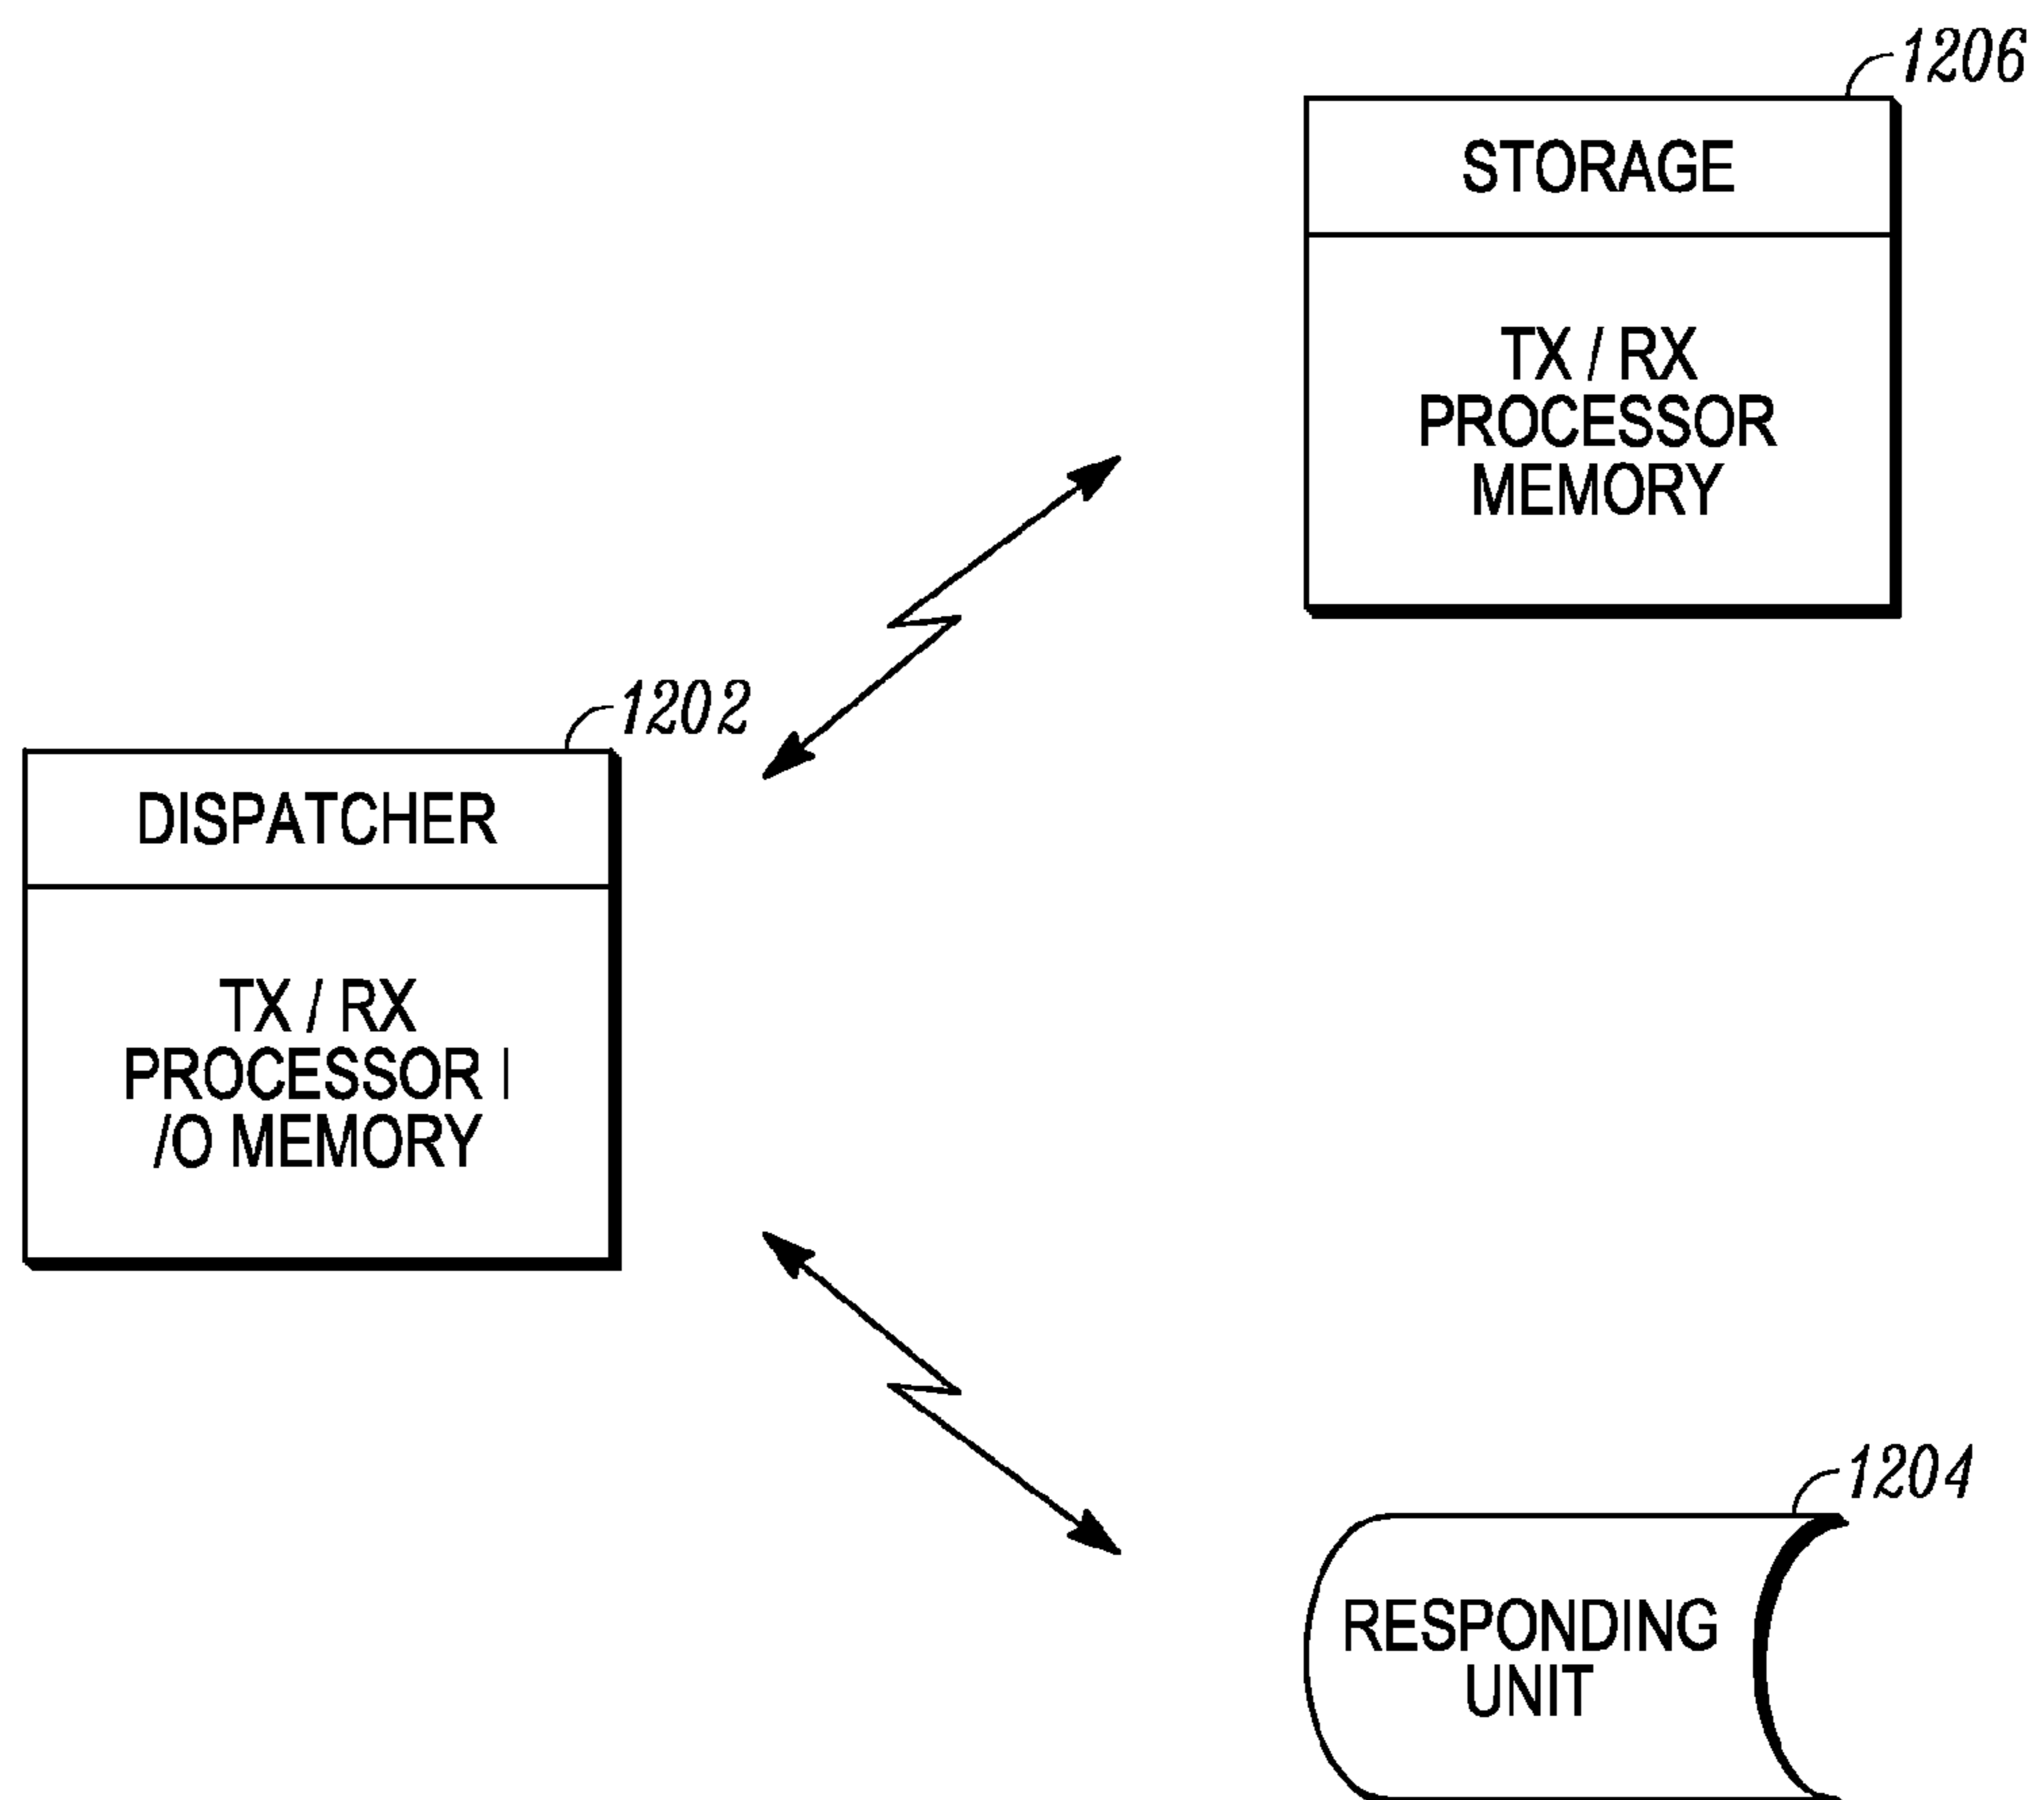 1206
STORAGE
TX / RX
PROCESSOR
MEMORY
1202
DISPATCHER
TX / RX
PROCESSOR I
/O MEMORY
1204
RESPONDING
UNIT